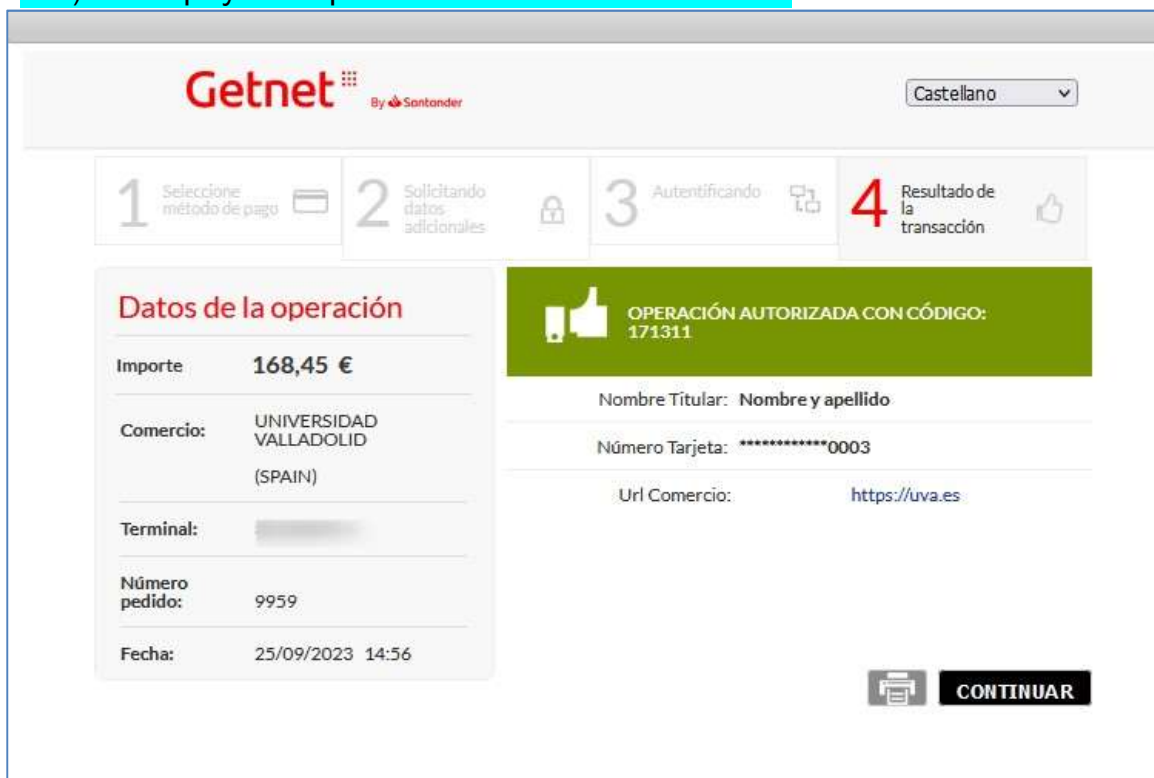 Getnet By Santander
Castellano
1 Seleccione
método de pago
2 Solicitando
datos
adicionales
3 Autentificando
4 Resultado de
la
transacción
Datos de la operación
Importe 168,45 €
Comercio: UNIVERSIDAD
VALLADOLID
(SPAIN)
Terminal:
Número
pedido: 9959
Fecha: 25/09/2023 14:56
OPERACIÓN AUTORIZADA CON CÓDIGO:
171311
Nombre Titular: Nombre y apellido
Número Tarjeta: ************0003
Url Comercio: https://uva.es
CONTINUAR